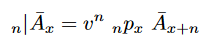 ₙ|Āₓ = vⁿ ₙpₓ Āₓ₊ₙ